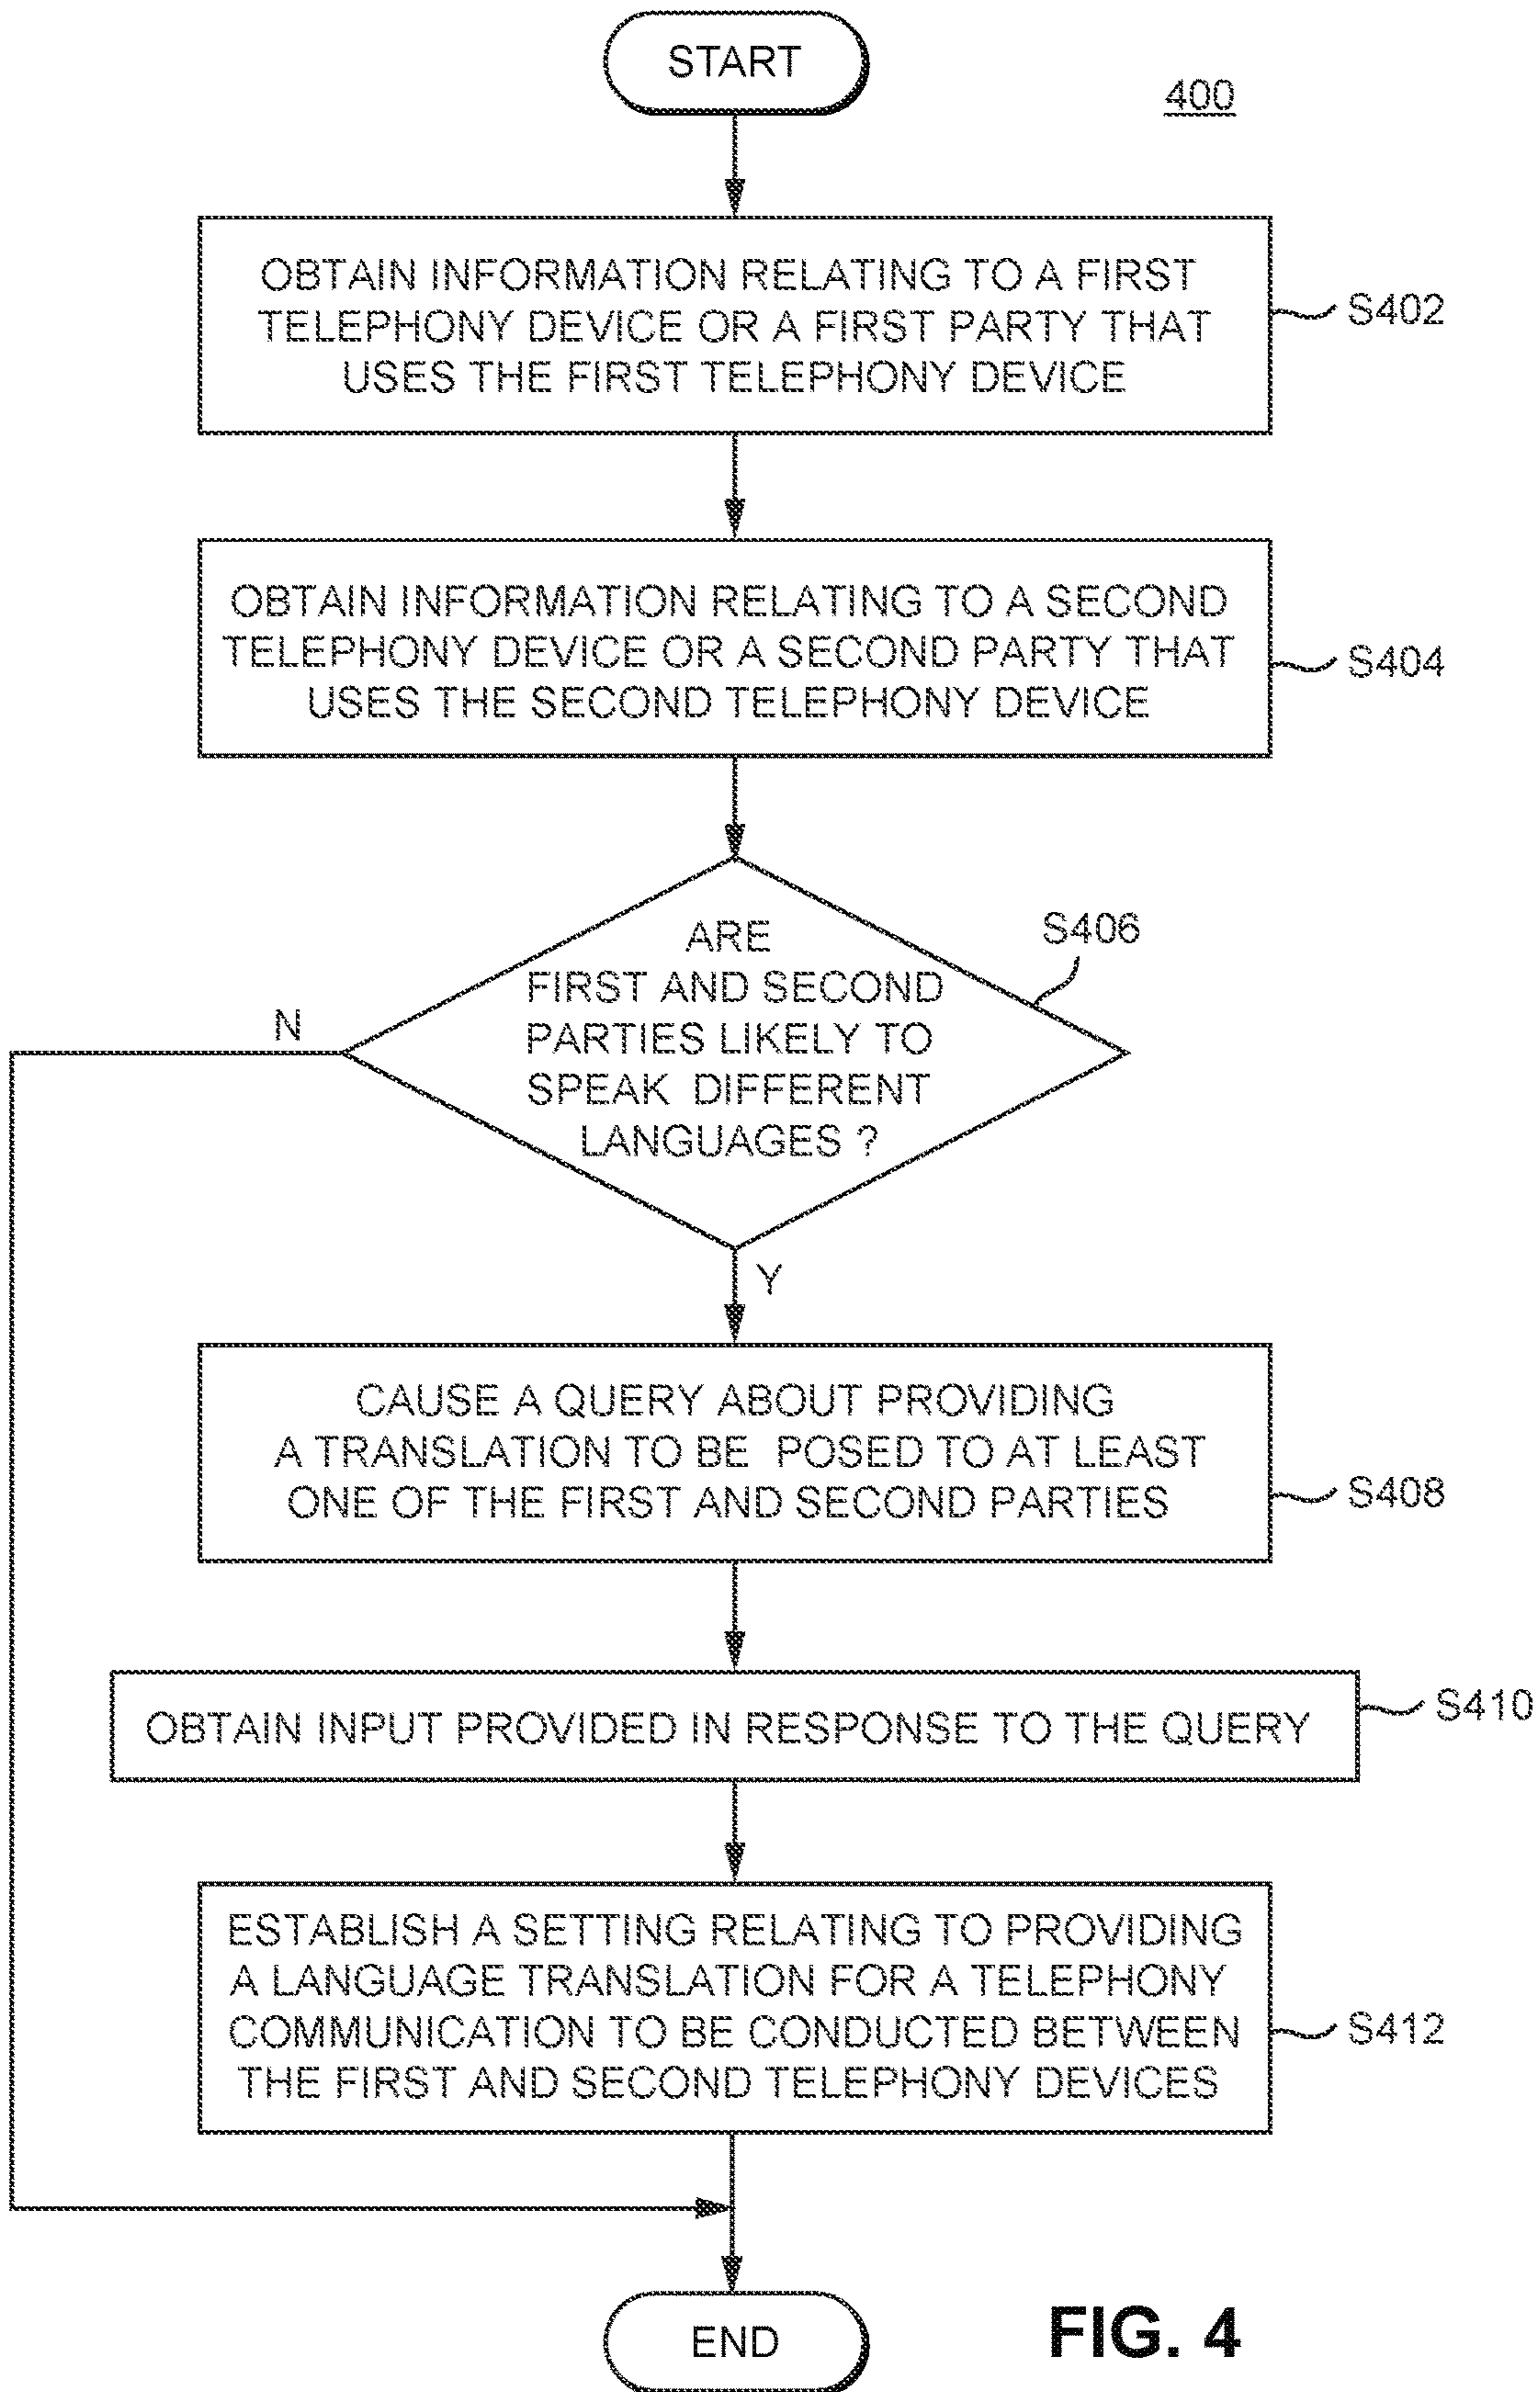 START
400
OBTAIN INFORMATION RELATING TO A FIRST
TELEPHONY DEVICE OR A FIRST PARTY THAT
USES THE FIRST TELEPHONY DEVICE
S402
OBTAIN INFORMATION RELATING TO A SECOND
TELEPHONY DEVICE OR A SECOND PARTY THAT
USES THE SECOND TELEPHONY DEVICE
S404
ARE
FIRST AND SECOND
PARTIES LIKELY TO
SPEAK DIFFERENT
LANGUAGES ?
S406
N
Y
CAUSE A QUERY ABOUT PROVIDING
A TRANSLATION TO BE POSED TO AT LEAST
ONE OF THE FIRST AND SECOND PARTIES
S408
OBTAIN INPUT PROVIDED IN RESPONSE TO THE QUERY
S410
ESTABLISH A SETTING RELATING TO PROVIDING
A LANGUAGE TRANSLATION FOR A TELEPHONY
COMMUNICATION TO BE CONDUCTED BETWEEN
THE FIRST AND SECOND TELEPHONY DEVICES
S412
END
FIG. 4